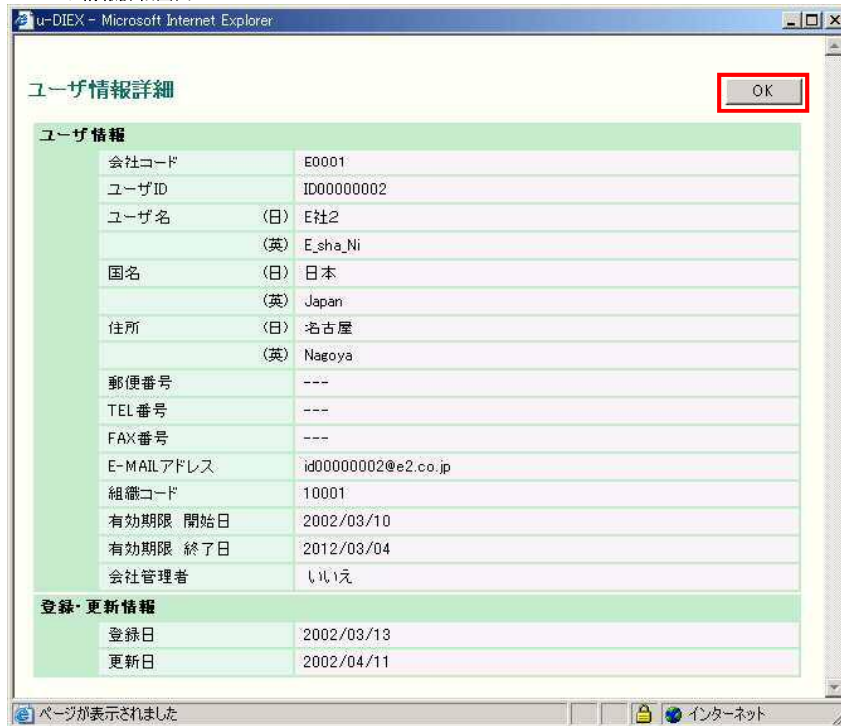 u-DIEX - Microsoft Internet Explorer
ユーザ情報詳細
OK
ユーザ情報
会社コード E0001
ユーザID ID00000002
ユーザ名 (日) E社2
(英) E_sha_Ni
国名 (日) 日本
(英) Japan
住所 (日) 名古屋
(英) Nagoya
郵便番号 ---
TEL番号 ---
FAX番号 ---
E-MAILアドレス id00000002@e2.co.jp
組織コード 10001
有効期限 開始日 2002/03/10
有効期限 終了日 2012/03/04
会社管理者 いいえ
登録・更新情報
登録日 2002/03/13
更新日 2002/04/11
ページが表示されました インターネット